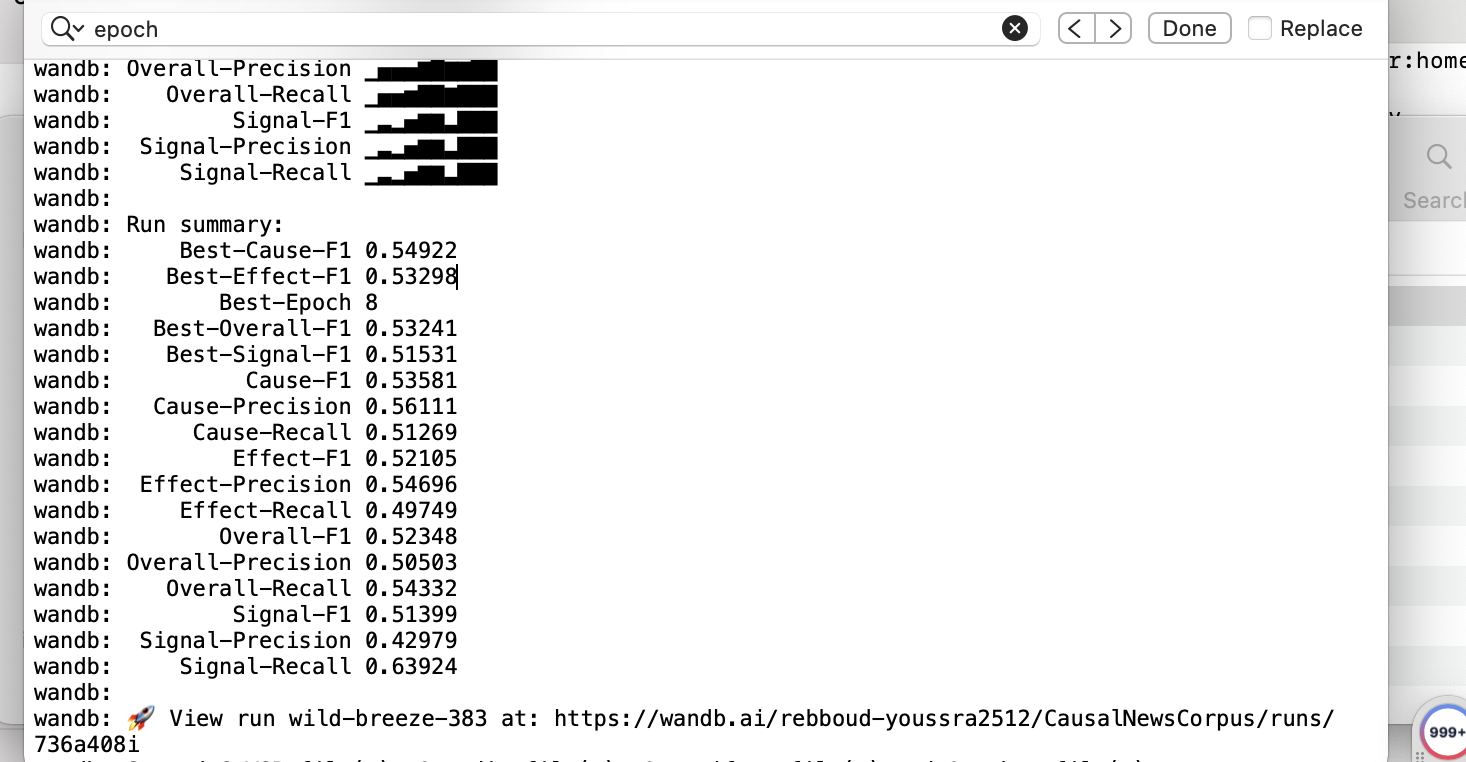 epoch
Done
Replace
wandb: Overall-Precision
wandb: Overall-Recall
wandb: Signal-F1
wandb: Signal-Precision
wandb: Signal-Recall
wandb:
wandb: Run summary:
wandb: Best-Cause-F1 0.54922
wandb: Best-Effect-F1 0.53298
wandb: Best-Epoch 8
wandb: Best-Overall-F1 0.53241
wandb: Best-Signal-F1 0.51531
wandb: Cause-F1 0.53581
wandb: Cause-Precision 0.56111
wandb: Cause-Recall 0.51269
wandb: Effect-F1 0.52105
wandb: Effect-Precision 0.54696
wandb: Effect-Recall 0.49749
wandb: Overall-F1 0.52348
wandb: Overall-Precision 0.50503
wandb: Overall-Recall 0.54332
wandb: Signal-F1 0.51399
wandb: Signal-Precision 0.42979
wandb: Signal-Recall 0.63924
wandb:
wandb: 🚀 View run wild-breeze-383 at: https://wandb.ai/rebboud-youssra2512/CausalNewsCorpus/runs/
736a408i
r:home
Search
999+